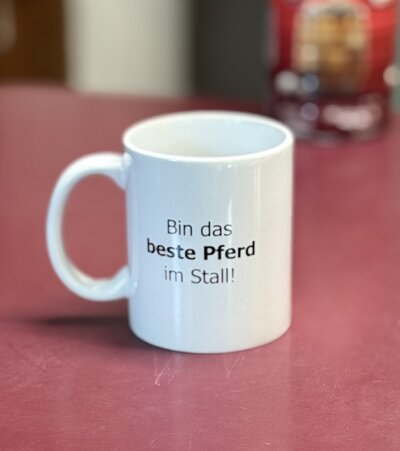 Bin das
beste Pferd
im Stall!